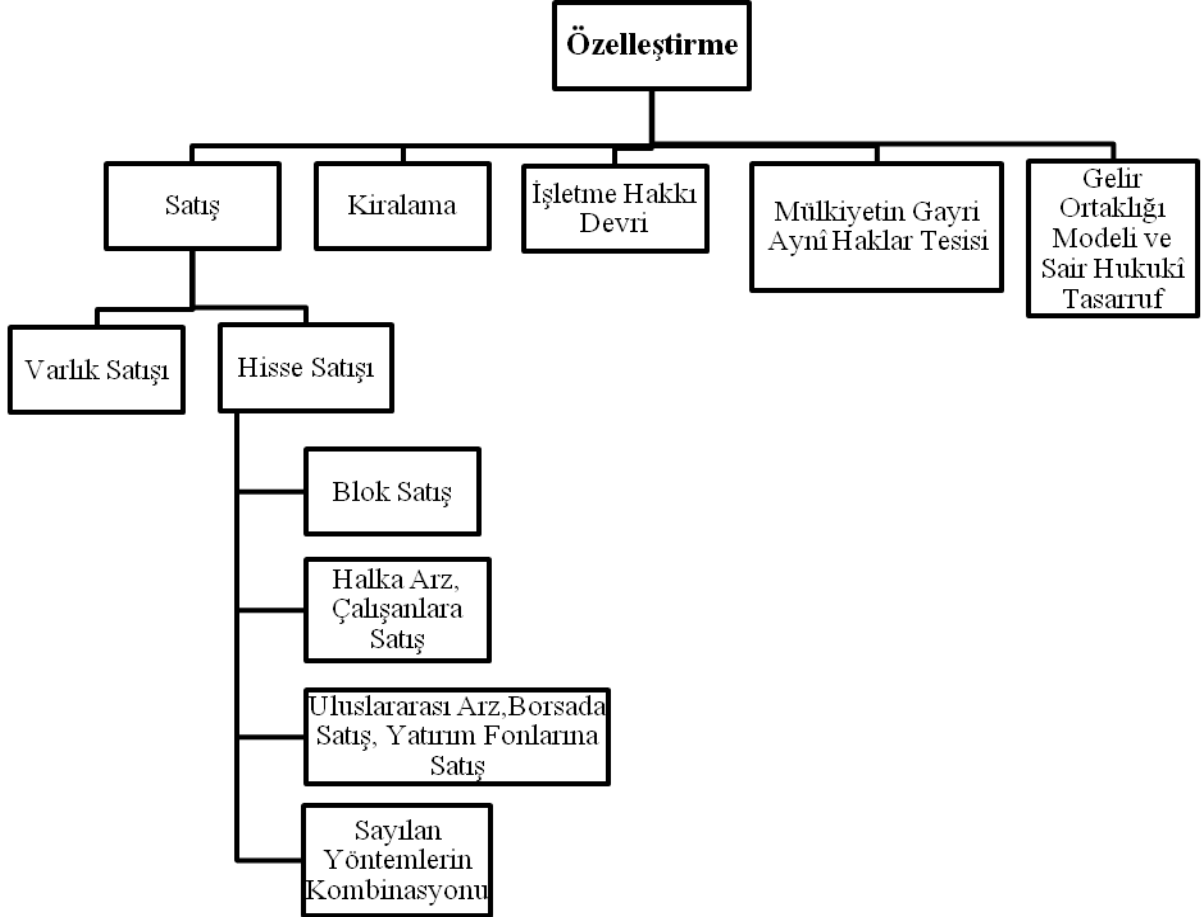 Özelleştirme
Satış
Kiralama
İşletme Hakkı
Devri
Mülkiyetin Gayri
Aynî Haklar Tesisi
Gelir
Ortaklığı
Modeli ve
Sair Hukukî
Tasarruf
Varlık Satışı
Hisse Satışı
Blok Satış
Halka Arz,
Çalışanlara
Satış
Uluslararası Arz,Borsada
Satış, Yatırım Fonlarına
Satış
Sayılan
Yöntemlerin
Kombinasyonu